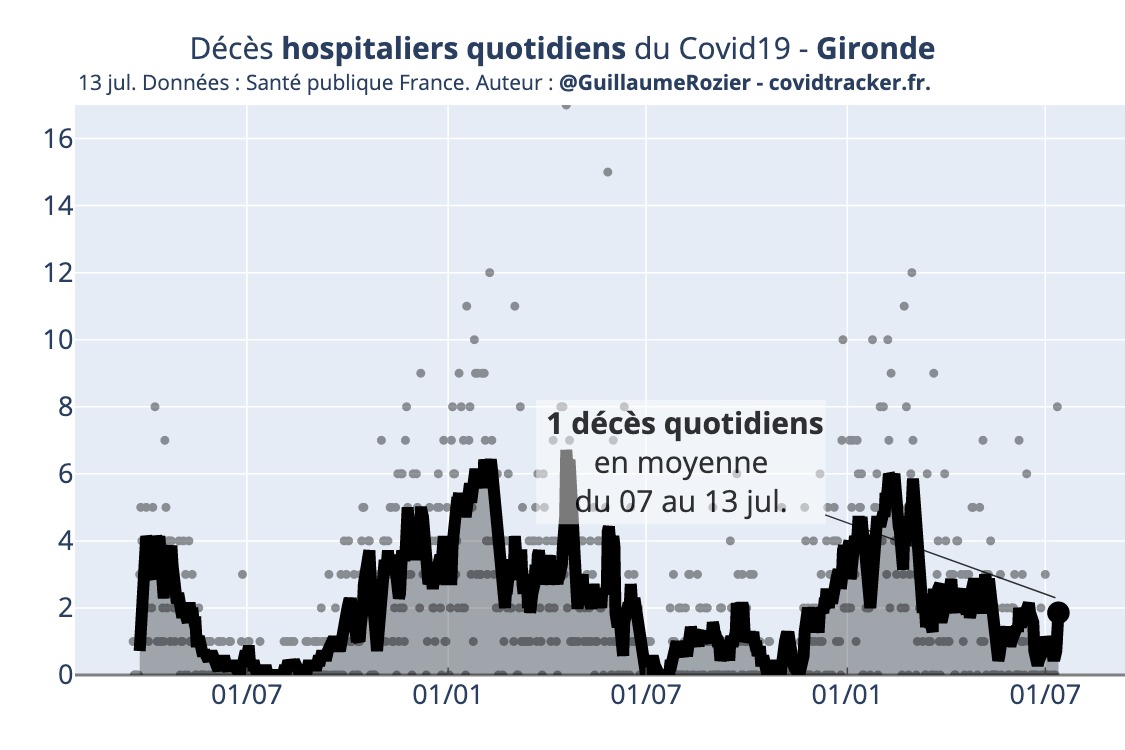 Décès hospitaliers quotidiens du Covid19 - Gironde
13 jul. Données : Santé publique France. Auteur : @GuillaumeRozier - covidtracker.fr.
16
14
12
10
8
6
4
2
0
1 décès quotidiens
en moyenne
du 07 au 13 jul.
01/07 01/01 01/07 01/01 01/07